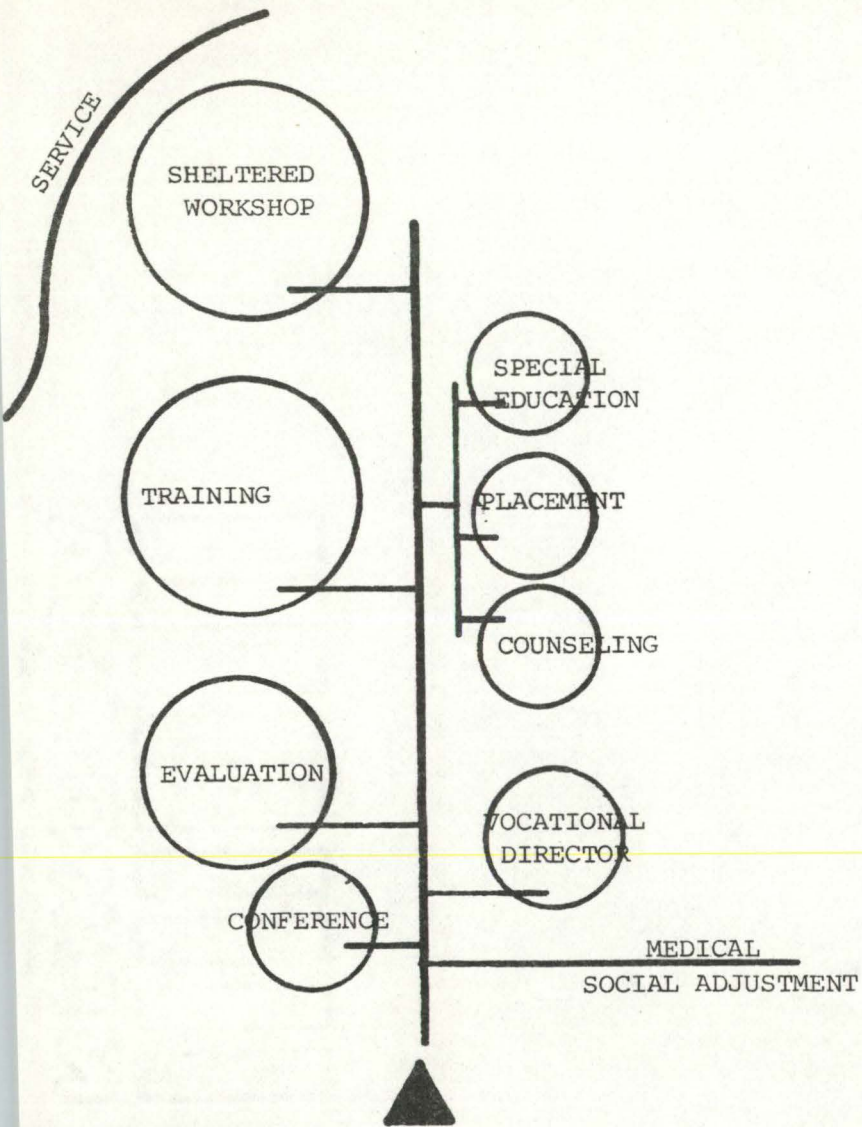 SERVICE
SHELTERED
WORKSHOP
SPECIAL
EDUCATION
TRAINING
PLACEMENT
COUNSELING
EVALUATION
VOCATIONAL
DIRECTOR
CONFERENCE
MEDICAL
SOCIAL ADJUSTMENT